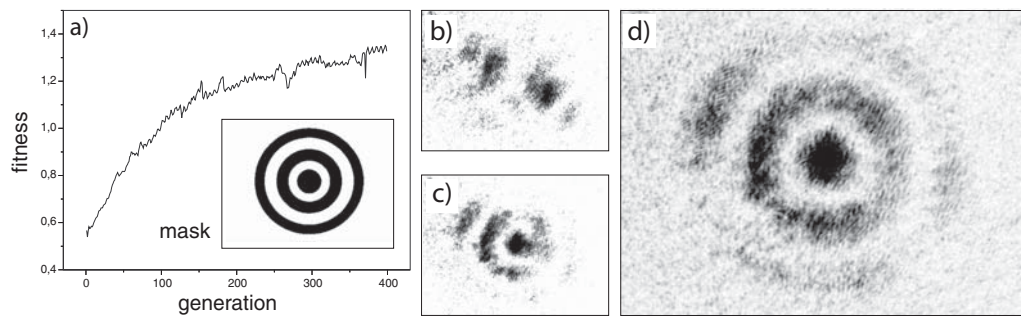 a)
1,4
1,2
1,0
0,8
0,6
0,4
fitness
mask
0
100
200
300
400
generation
b)
c)
d)